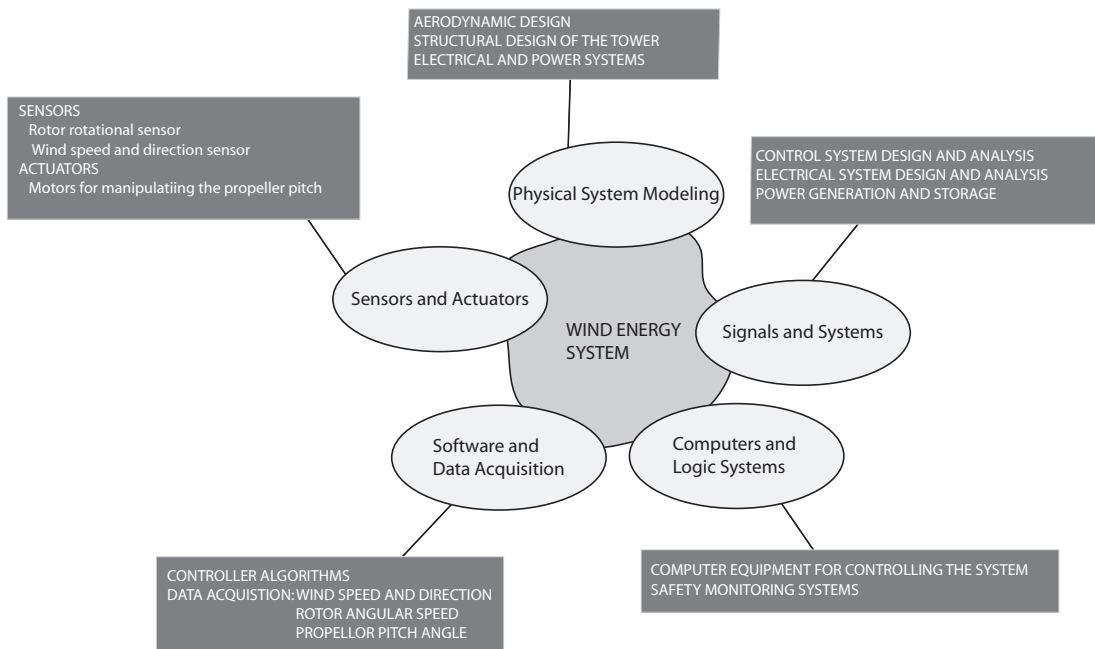 AERODYNAMIC DESIGN
STRUCTURAL DESIGN OF THE TOWER
ELECTRICAL AND POWER SYSTEMS
SENSORS
Rotor rotational sensor
Wind speed and direction sensor
ACTUATORS
Motors for manipulatiing the propeller pitch
CONTROL SYSTEM DESIGN AND ANALYSIS
ELECTRICAL SYSTEM DESIGN AND ANALYSIS
POWER GENERATION AND STORAGE
Physical System Modeling
Sensors and Actuators
WIND ENERGY
SYSTEM
Signals and Systems
Software and
Data Acquisition
Computers and
Logic Systems
CONTROLLER ALGORITHMS
DATA ACQUISTION: WIND SPEED AND DIRECTION
ROTOR ANGULAR SPEED
PROPELLOR PITCH ANGLE
COMPUTER EQUIPMENT FOR CONTROLLING THE SYSTEM
SAFETY MONITORING SYSTEMS